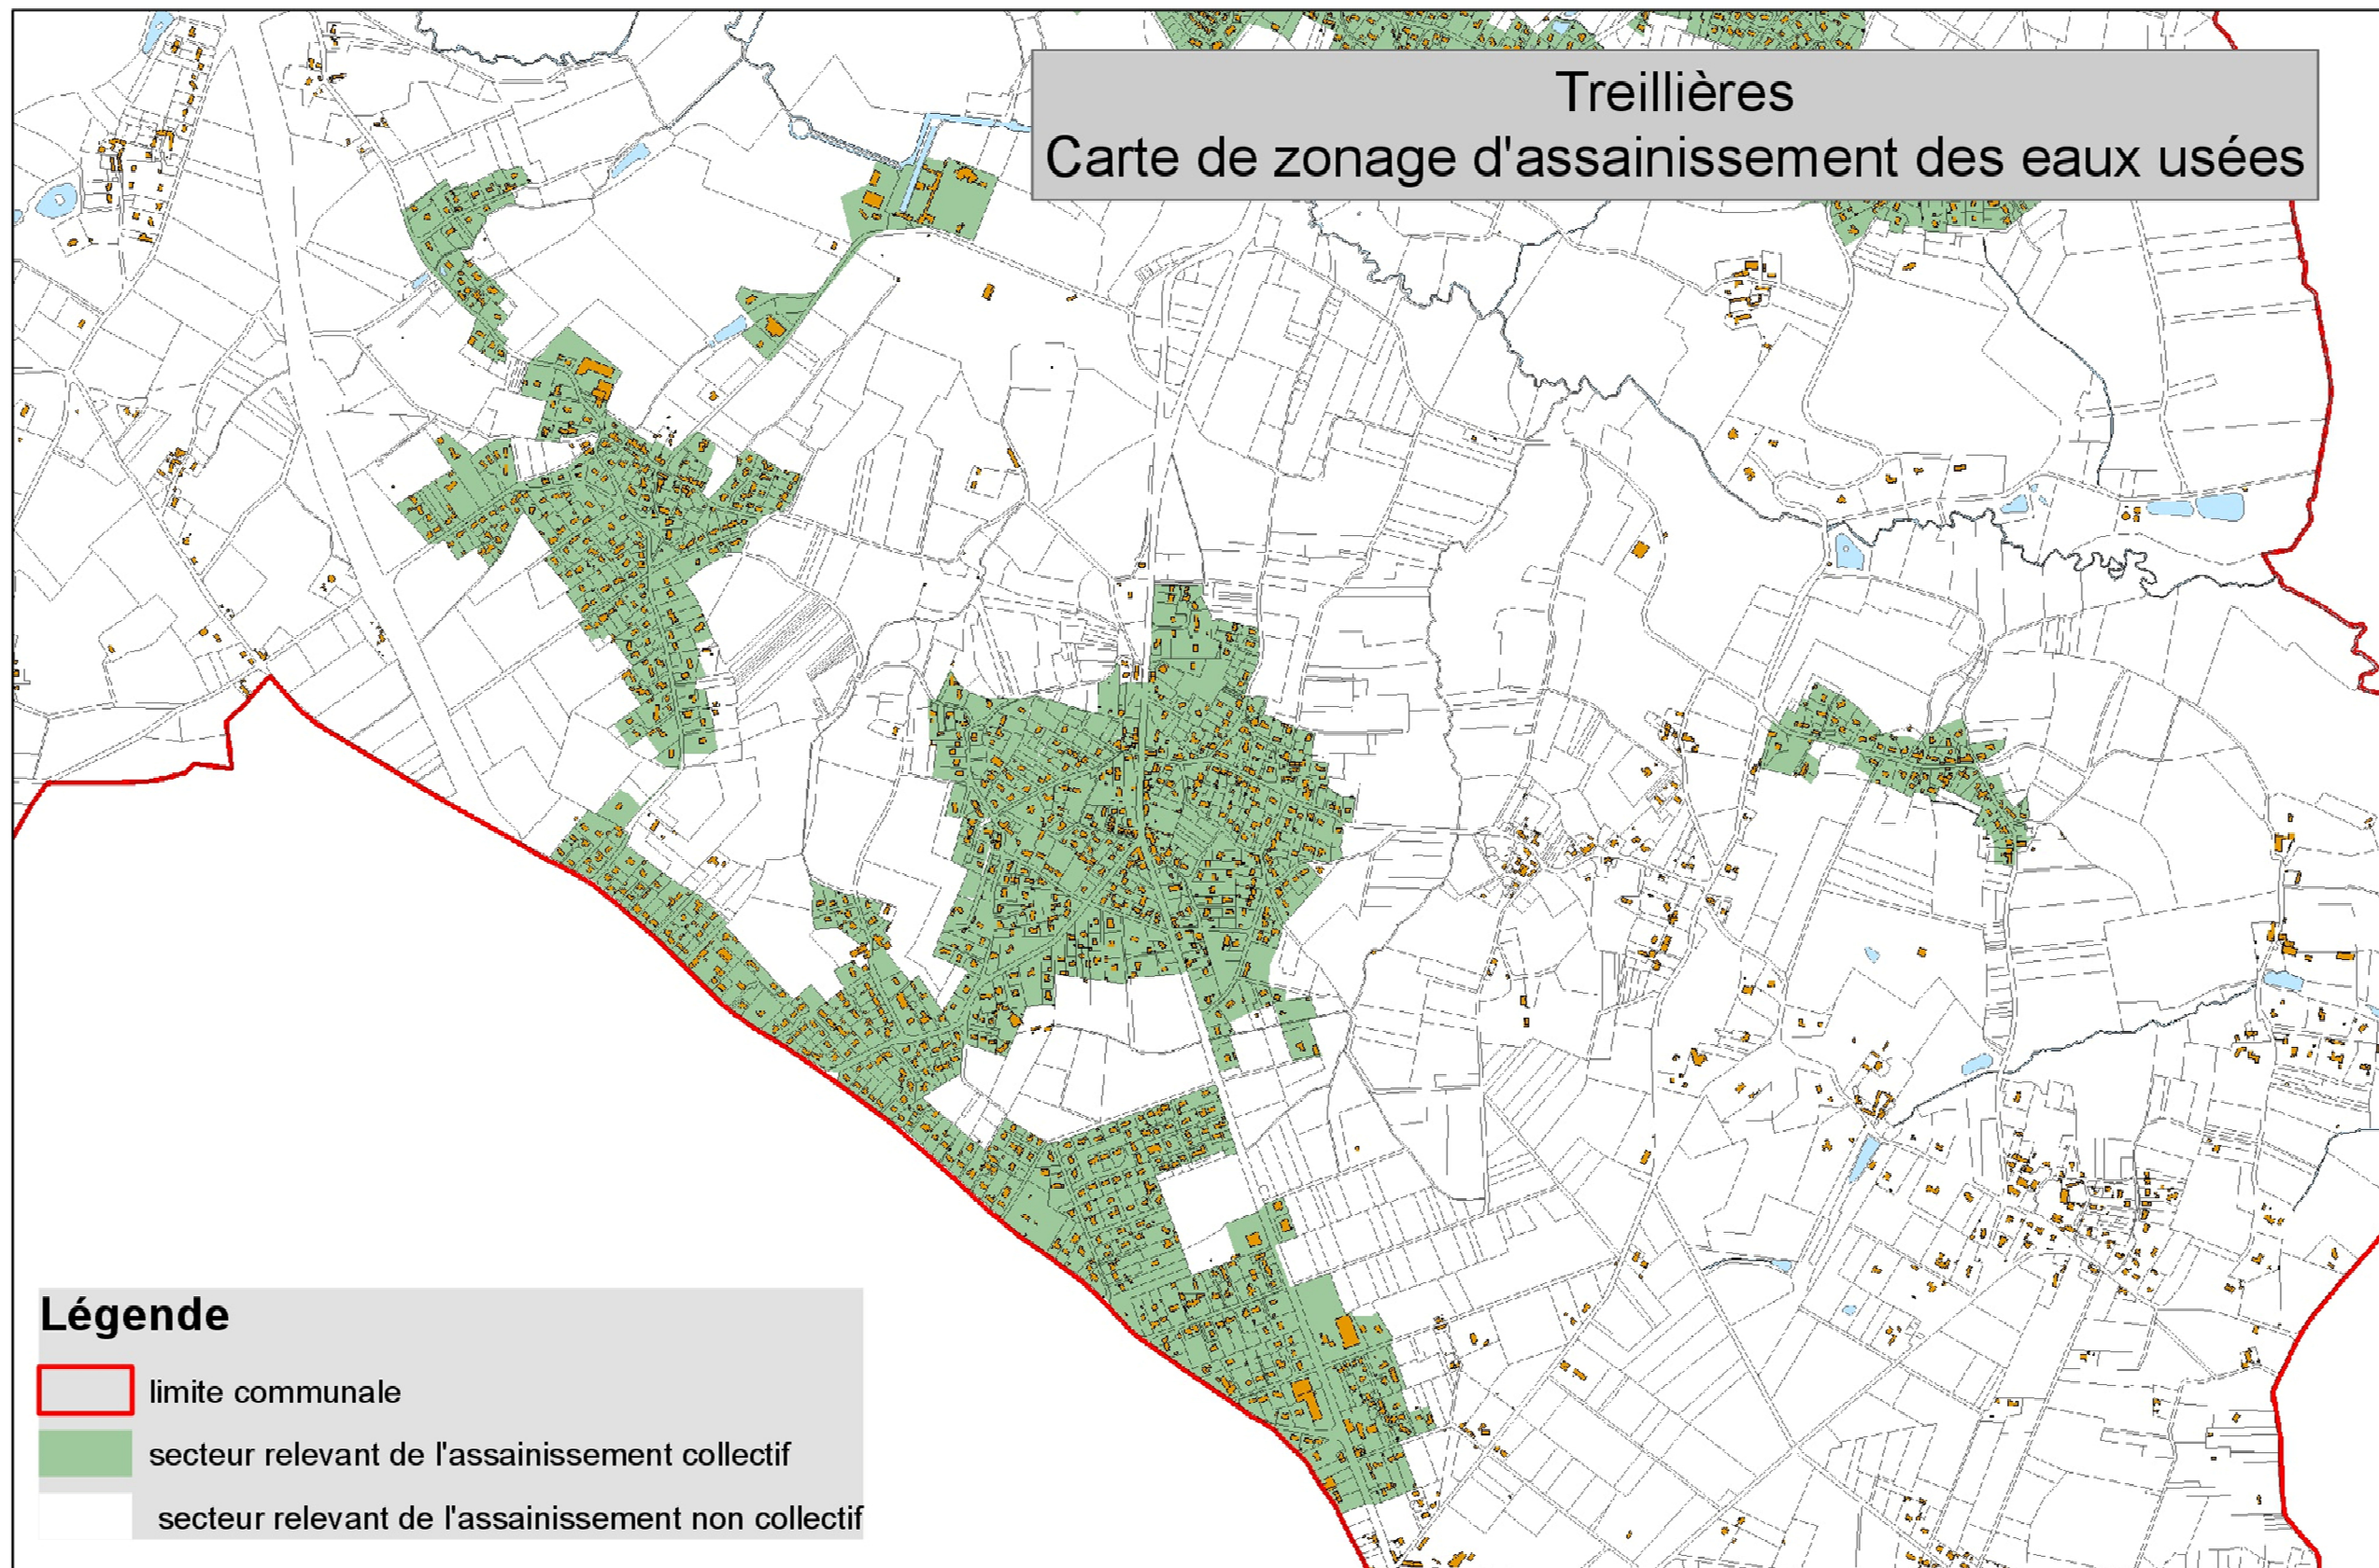 Treillières
Carte de zonage d'assainissement des eaux usées
Légende
limite communale
secteur relevant de l'assainissement collectif
secteur relevant de l'assainissement non collectif